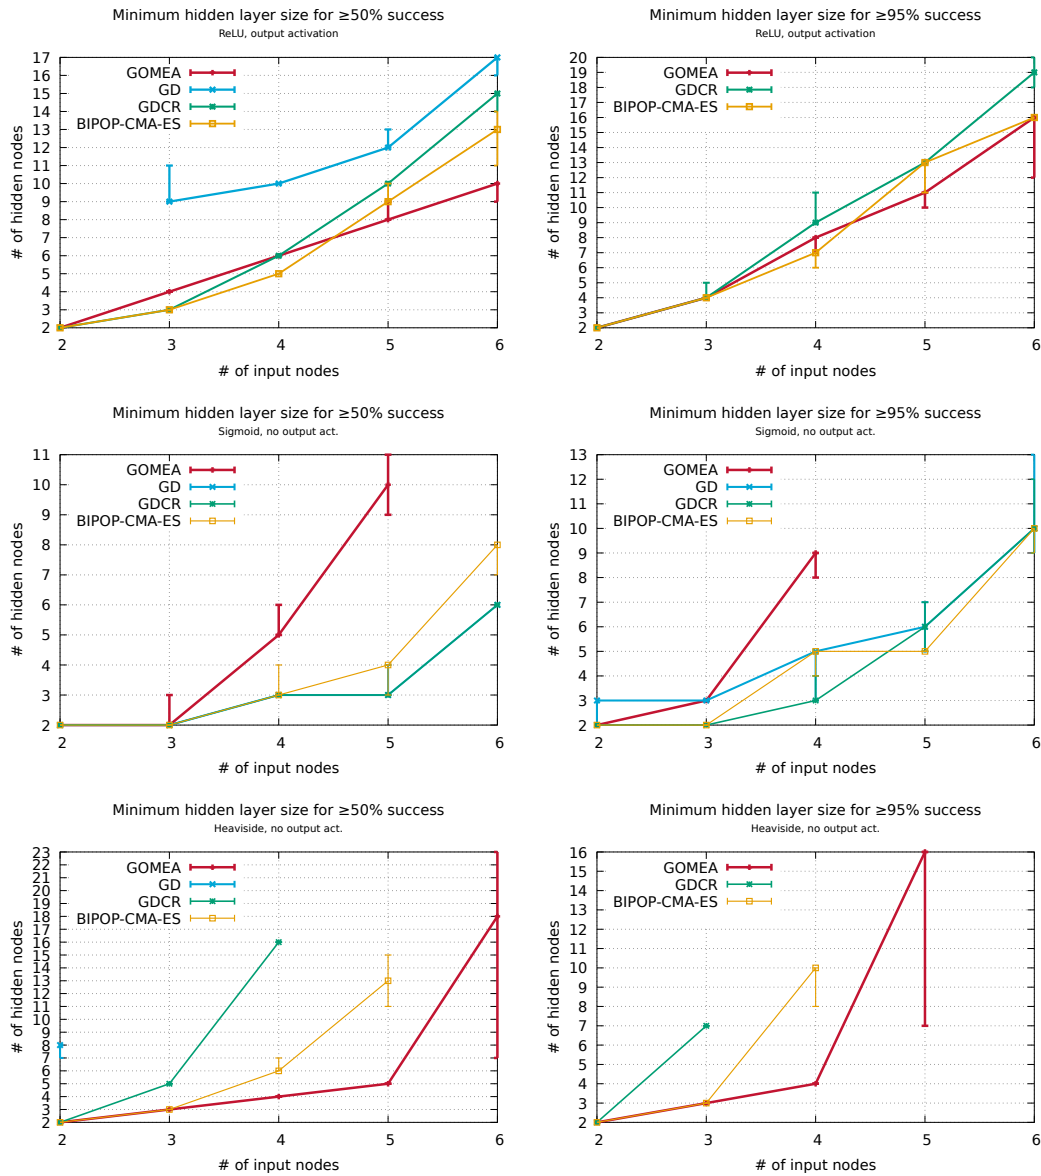 Minimum hidden layer size for ≥50% success
ReLU, output activation
17
16
15
14
13
12
11
10
9
8
7
6
5
4
3
2
# of hidden nodes
GOMEA
GD
GDCR
BIPOP-CMA-ES
2 3 4 5 6
# of input nodes
Minimum hidden layer size for ≥95% success
ReLU, output activation
20
19
18
17
16
15
14
13
12
11
10
9
8
7
6
5
4
3
2
# of hidden nodes
GOMEA
GDCR
BIPOP-CMA-ES
2 3 4 5 6
# of input nodes
Minimum hidden layer size for ≥50% success
Sigmoid, no output act.
11
10
9
8
7
6
5
4
3
2
# of hidden nodes
GOMEA
GD
GDCR
BIPOP-CMA-ES
2 3 4 5 6
# of input nodes
Minimum hidden layer size for ≥95% success
Sigmoid, no output act.
13
12
11
10
9
8
7
6
5
4
3
2
# of hidden nodes
GOMEA
GD
GDCR
BIPOP-CMA-ES
2 3 4 5 6
# of input nodes
Minimum hidden layer size for ≥50% success
Heaviside, no output act.
23
22
21
20
19
18
17
16
15
14
13
12
11
10
9
8
7
6
5
4
3
2
# of hidden nodes
GOMEA
GD
GDCR
BIPOP-CMA-ES
2 3 4 5 6
# of input nodes
Minimum hidden layer size for ≥95% success
Heaviside, no output act.
16
15
14
13
12
11
10
9
8
7
6
5
4
3
2
# of hidden nodes
GOMEA
GDCR
BIPOP-CMA-ES
2 3 4 5 6
# of input nodes